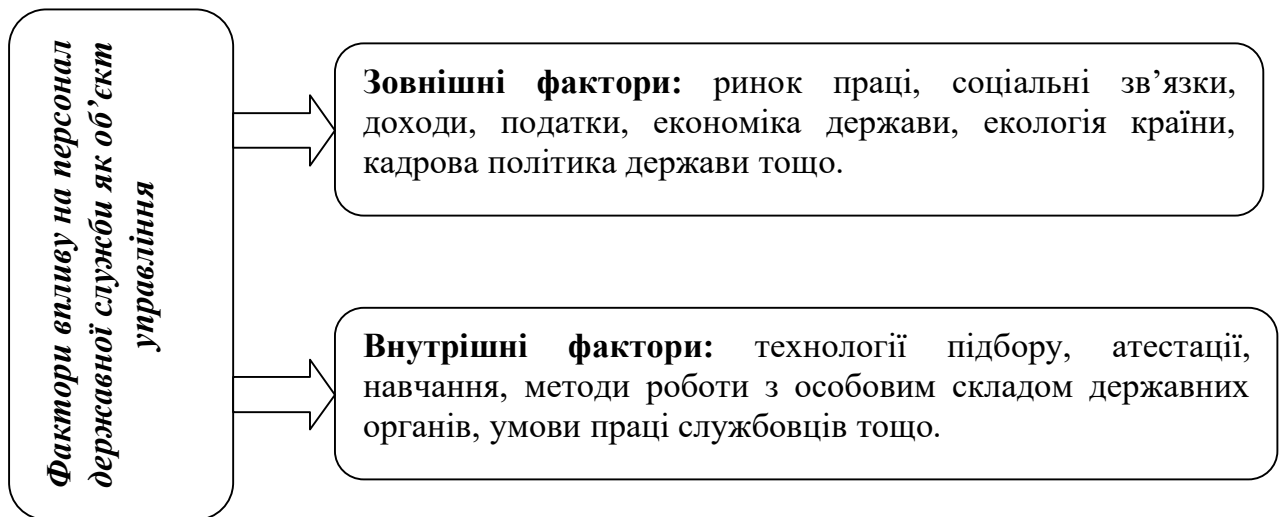 Фактори впливу на персонал
державної служби як об’єкт
управління
Зовнішні фактори: ринок праці, соціальні зв’язки,
доходи, податки, економіка держави, екологія країни,
кадрова політика держави тощо.
Внутрішні фактори: технології підбору, атестації,
навчання, методи роботи з особовим складом державних
органів, умови праці службовців тощо.